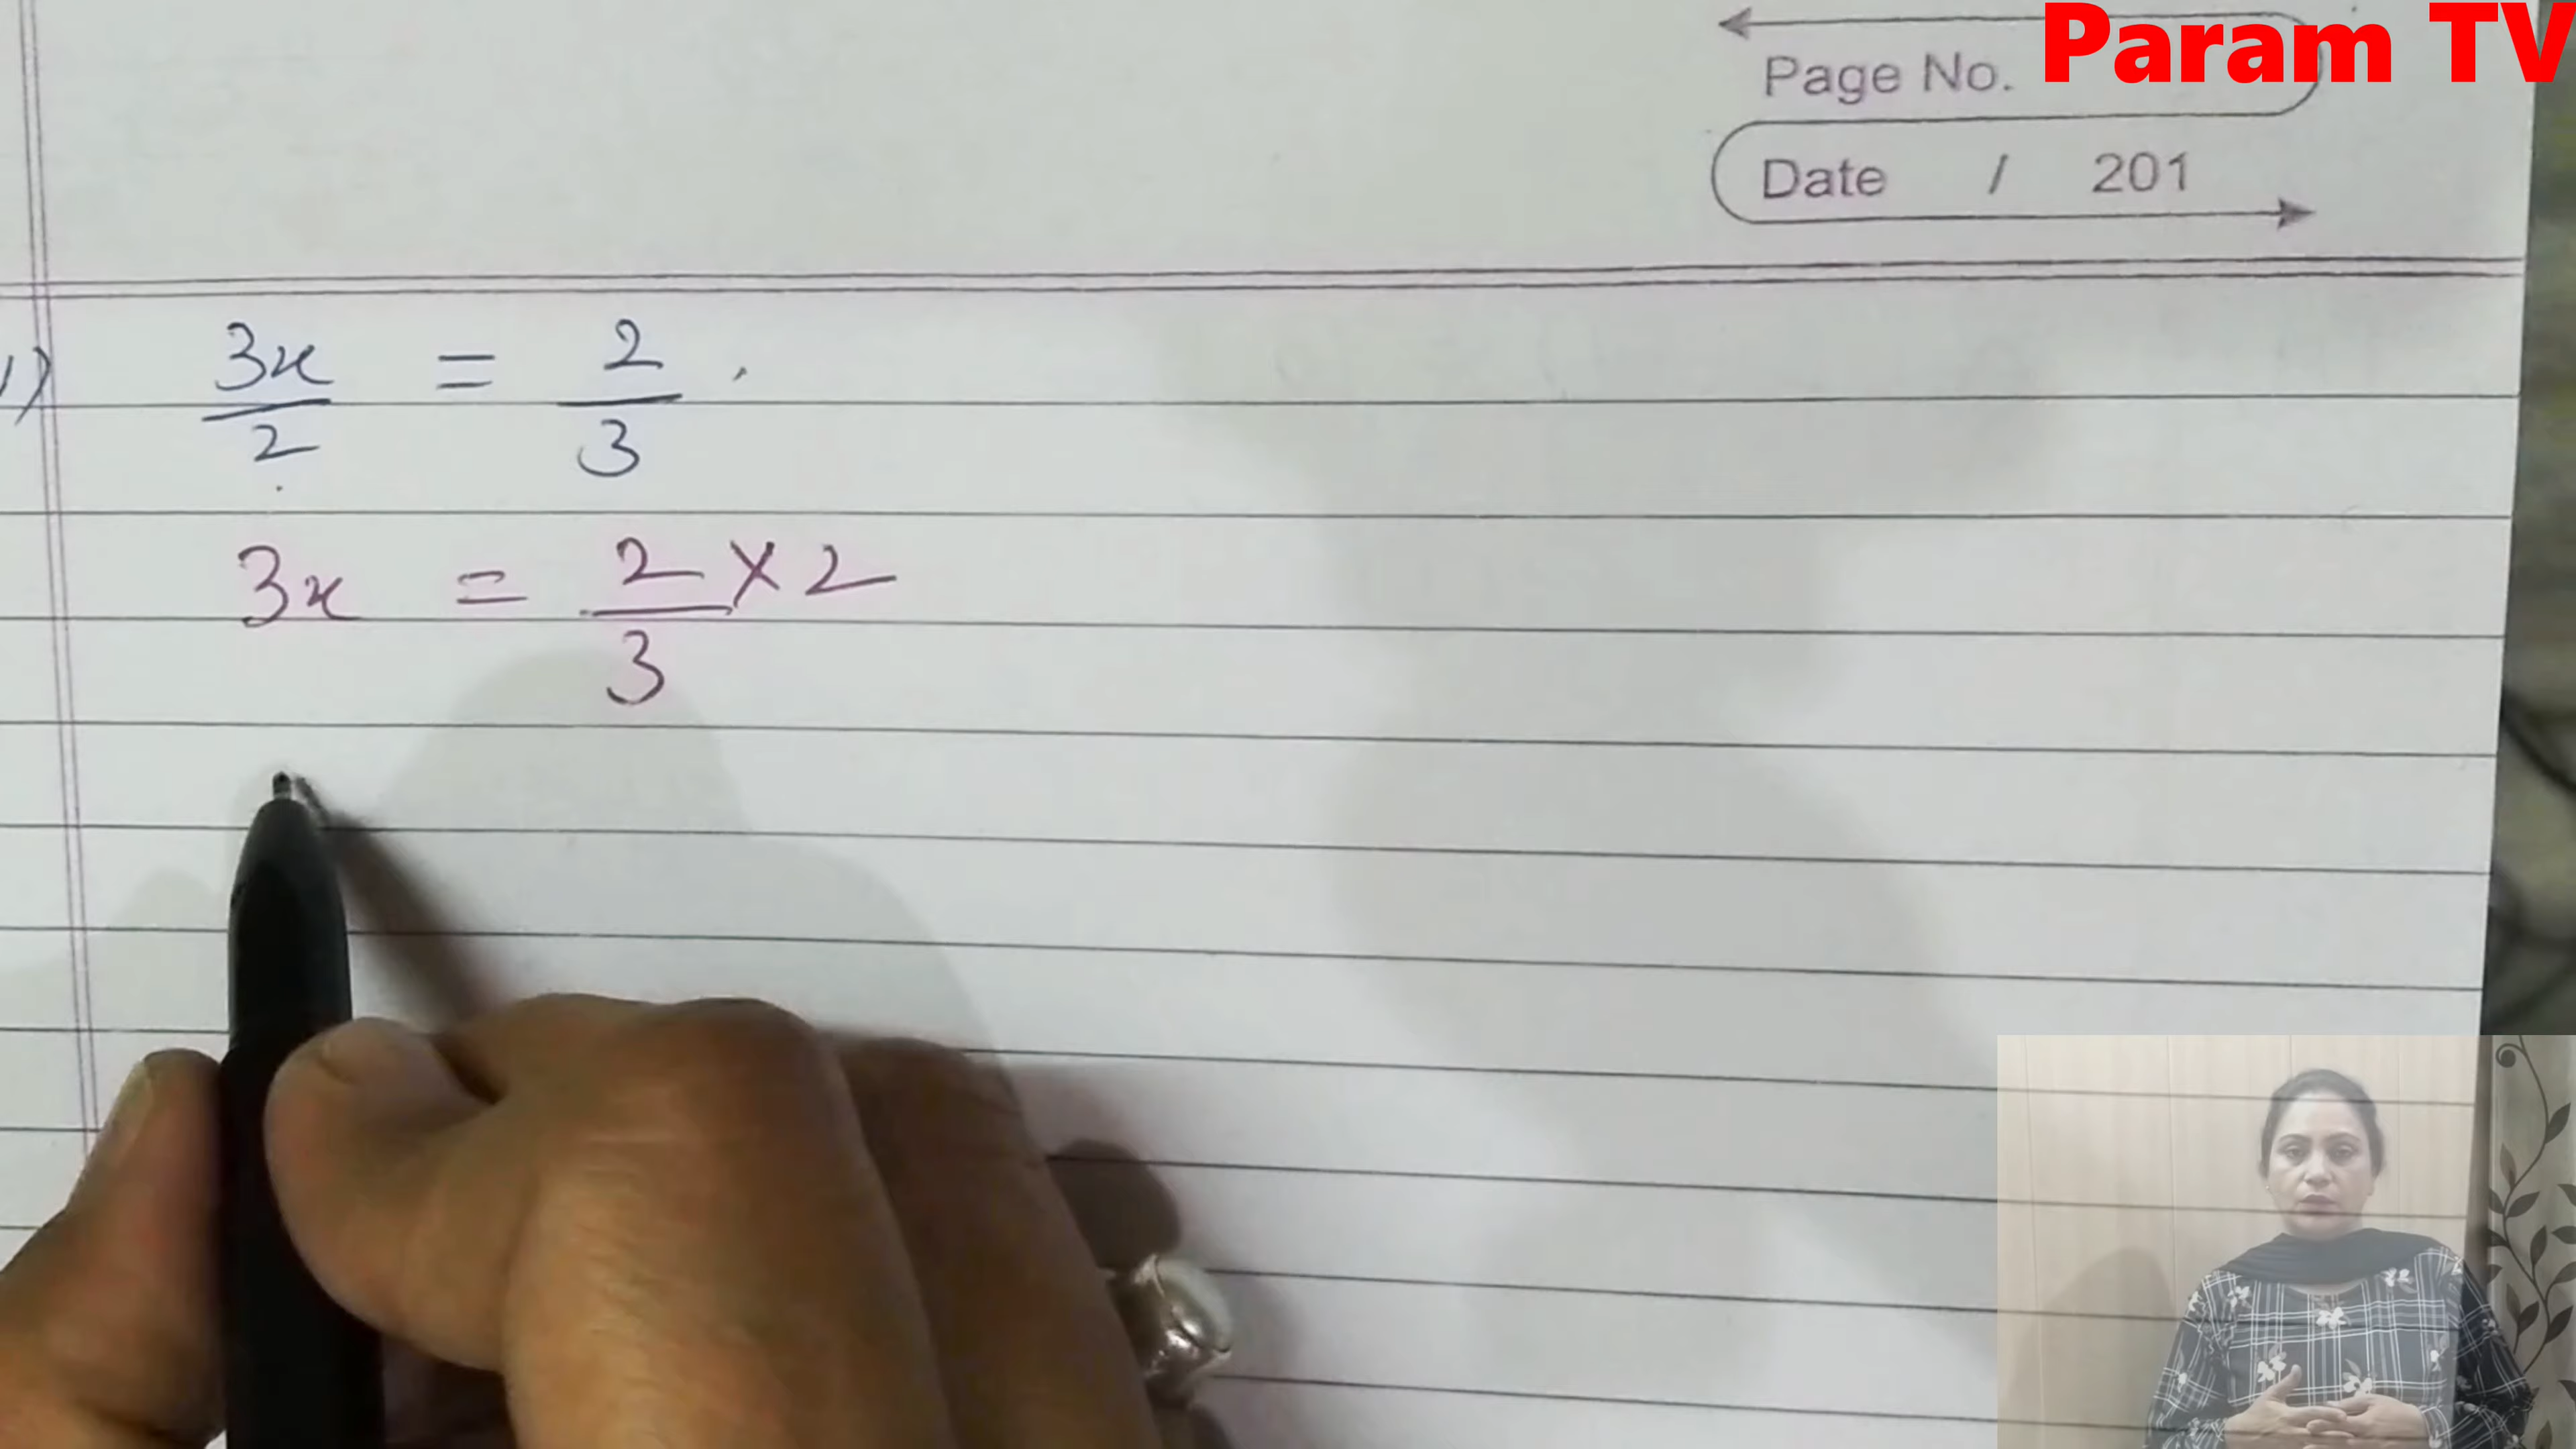 Param TV
Page No.
Date / 201
1) 3x/2 = 2/3
3x = 2/3 × 2